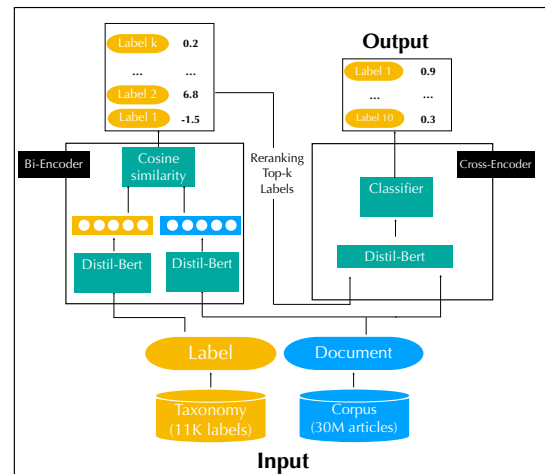 Output
Label k 0.2
... ...
Label 2 6.8
Label 1 -1.5
Label 1 0.9
... ...
Label 10 0.3
Bi-Encoder
Cosine
similarity
Reranking
Top-k
Labels
Cross-Encoder
Classifier
Distil-Bert
Distil-Bert
Distil-Bert
Label
Document
Taxonomy
(11K labels)
Corpus
(30M articles)
Input